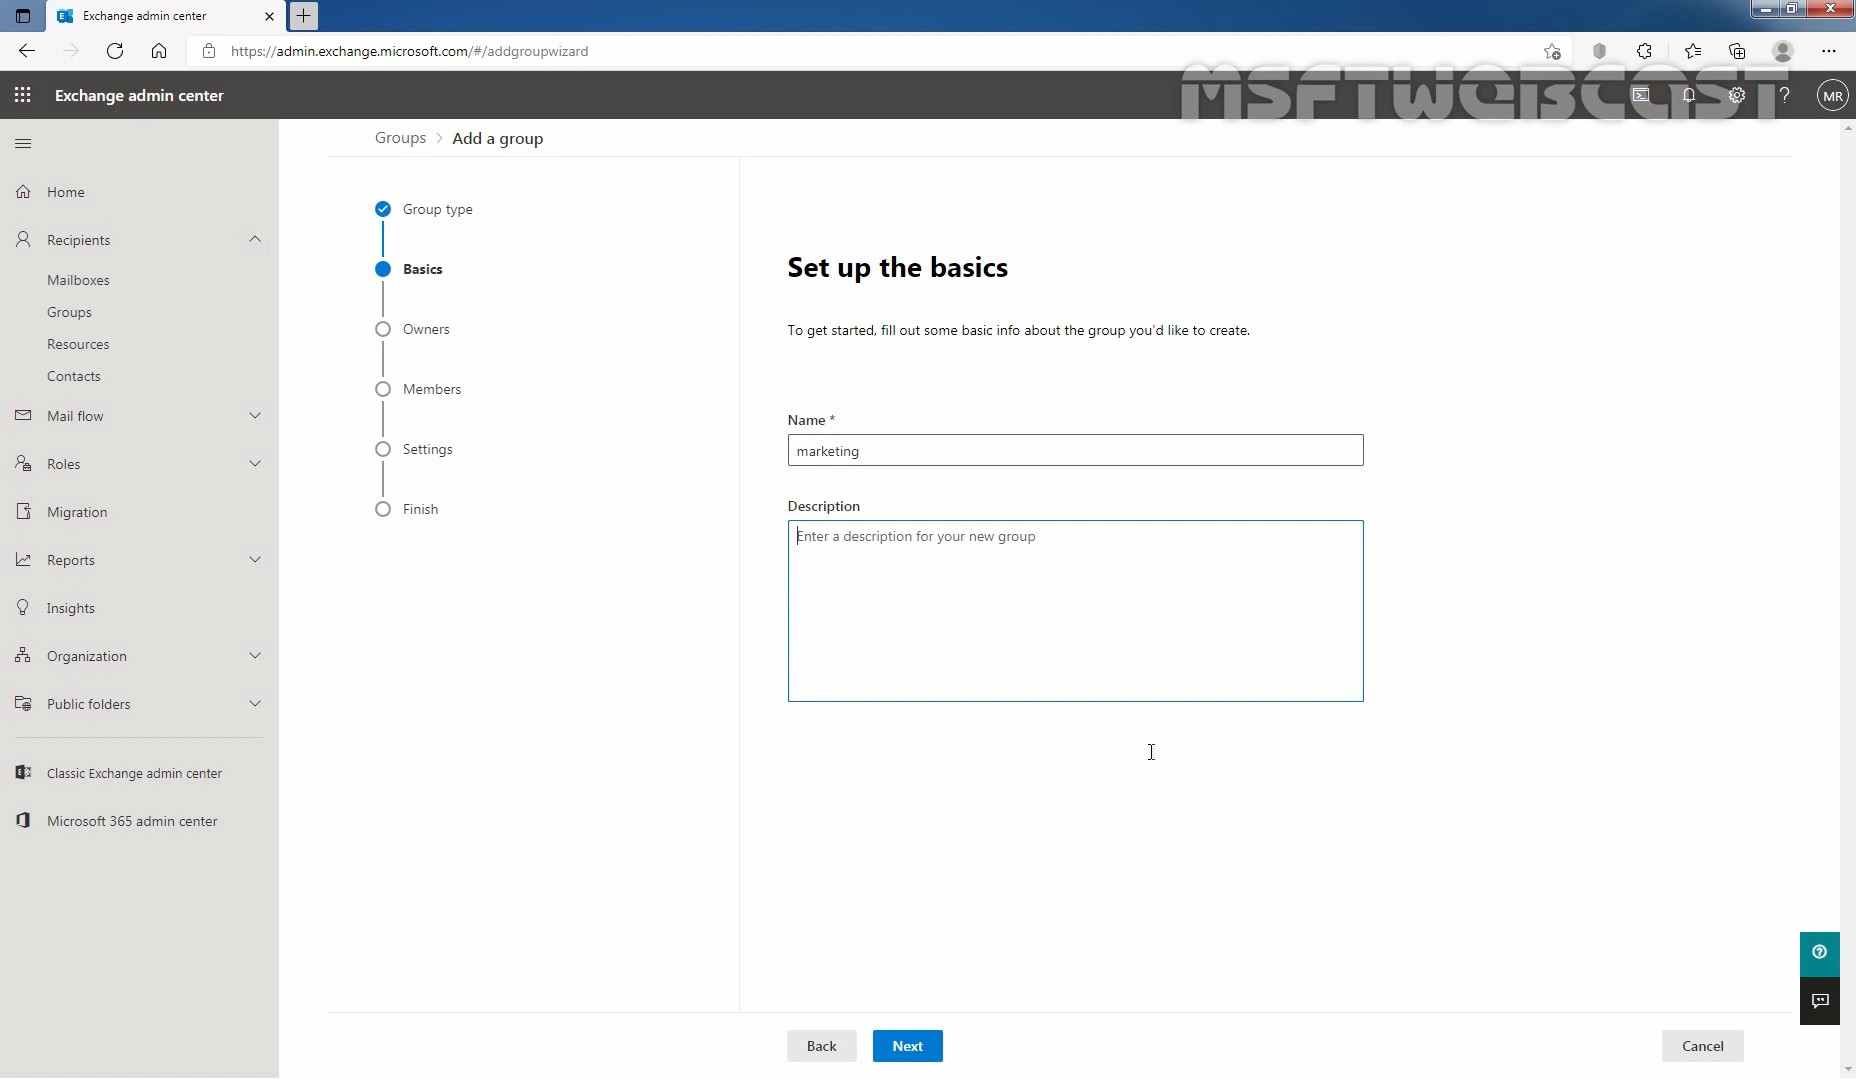 Exchange admin center
https://admin.exchange.microsoft.com/#/addgroupwizard
Exchange admin center
MSFTWEBCAST
MR
Groups > Add a group
Home
Recipients
Mailboxes
Groups
Resources
Contacts
Mail flow
Roles
Migration
Reports
Insights
Organization
Public folders
Classic Exchange admin center
Microsoft 365 admin center
Group type
Basics
Owners
Members
Settings
Finish
Set up the basics
To get started, fill out some basic info about the group you'd like to create.
Name *
marketing
Description
Enter a description for your new group
Back
Next
Cancel